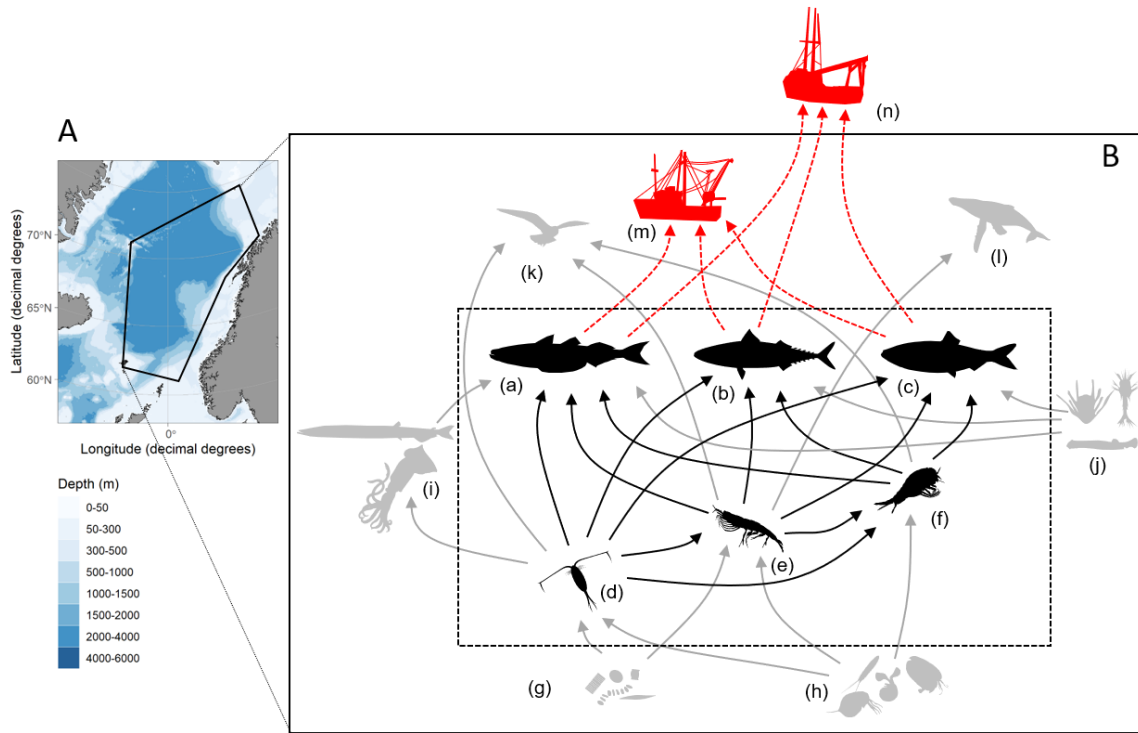 A
70°N
65°N
60°N
Latitude (decimal degrees)
0°
Longitude (decimal degrees)
Depth (m)
0-50
50-300
300-500
500-1000
1000-1500
1500-2000
2000-4000
4000-6000
B
(n)
(m)
(k)
(l)
(a)
(b)
(c)
(i)
(j)
(f)
(e)
(d)
(g)
(h)